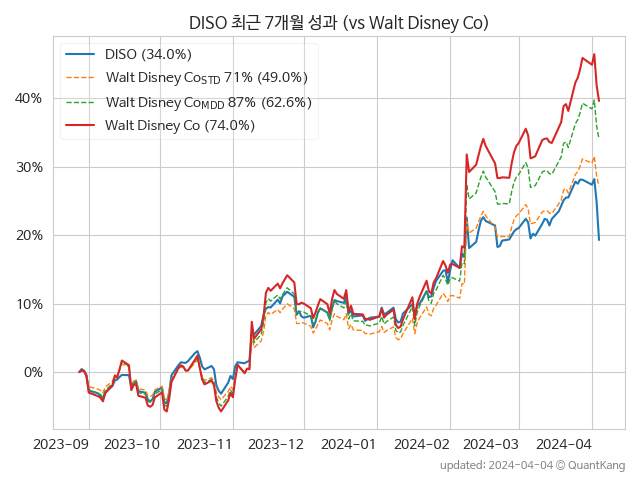 DISO 최근 7개월 성과 (vs Walt Disney Co)
DISO (34.0%)
Walt Disney CoSTD 71% (49.0%)
Walt Disney CoMDD 87% (62.6%)
Walt Disney Co (74.0%)
40%
30%
20%
10%
0%
2023-09 2023-10 2023-11 2023-12 2024-01 2024-02 2024-03 2024-04
updated: 2024-04-04 © QuantKang